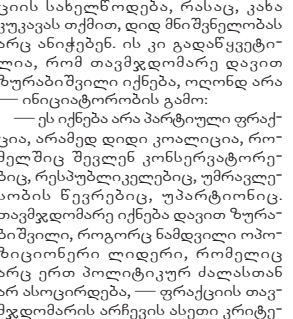 ციის სახელწოდება, რასაც, კახა
კუკავას თქმით, დიდ მნიშვნელობას
არც ანიჭებენ. ის კი გადაწყვეტი-
ლია, რომ თავმჯდომარე დავით
ზურაბიშვილი იქნება, ოღონდ არა
— ინიციატორობის გამო:
— ეს იქნება არა პარტიული ფრაქ-
ცია, არამედ დიდი კოალიცია, რო-
მელშიც შევლენ კონსერვატორე-
ბიც, რესპუბლიკელებიც, უმრავლე-
სობის წევრებიც, უპარტიონიც.
თავმჯდომარე იქნება დავით ზურა-
ბიშვილი, როგორც ნამდვილი ოპო-
ზიციონერი ლიდერი, რომელიც
არც ერთ პოლიტიკურ ძალასთან
არ ასოცირდება, — ფრაქციის თავ-
მჯდომარის არჩევის ასეთი კრიტე-